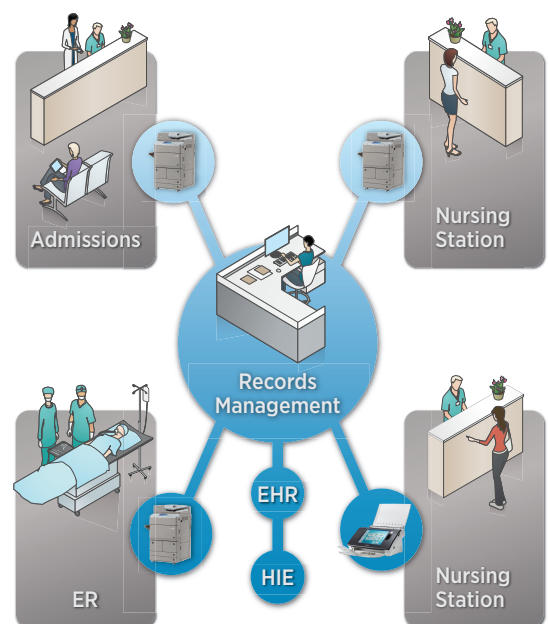 Admissions
Nursing
Station
Records
Management
EHR
HIE
ER
Nursing
Station